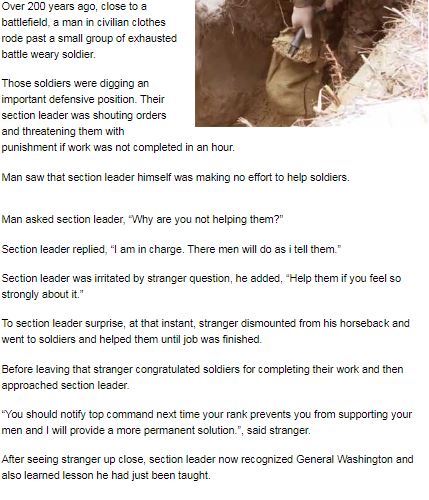 Over 200 years ago, close to a
battlefield, a man in civilian clothes
rode past a small group of exhausted
battle weary soldier.
Those soldiers were digging an
important defensive position. Their
section leader was shouting orders
and threatening them with
punishment if work was not completed in an hour.
Man saw that section leader himself was making no effort to help soldiers.
Man asked section leader, “Why are you not helping them?”
Section leader replied, “I am in charge. There men will do as i tell them.”
Section leader was irritated by stranger question, he added, “Help them if you feel so
strongly about it.”
To section leader surprise, at that instant, stranger dismounted from his horseback and
went to soldiers and helped them until job was finished.
Before leaving that stranger congratulated soldiers for completing their work and then
approached section leader.
“You should notify top command next time your rank prevents you from supporting your
men and I will provide a more permanent solution.”, said stranger.
After seeing stranger up close, section leader now recognized General Washington and
also learned lesson he had just been taught.